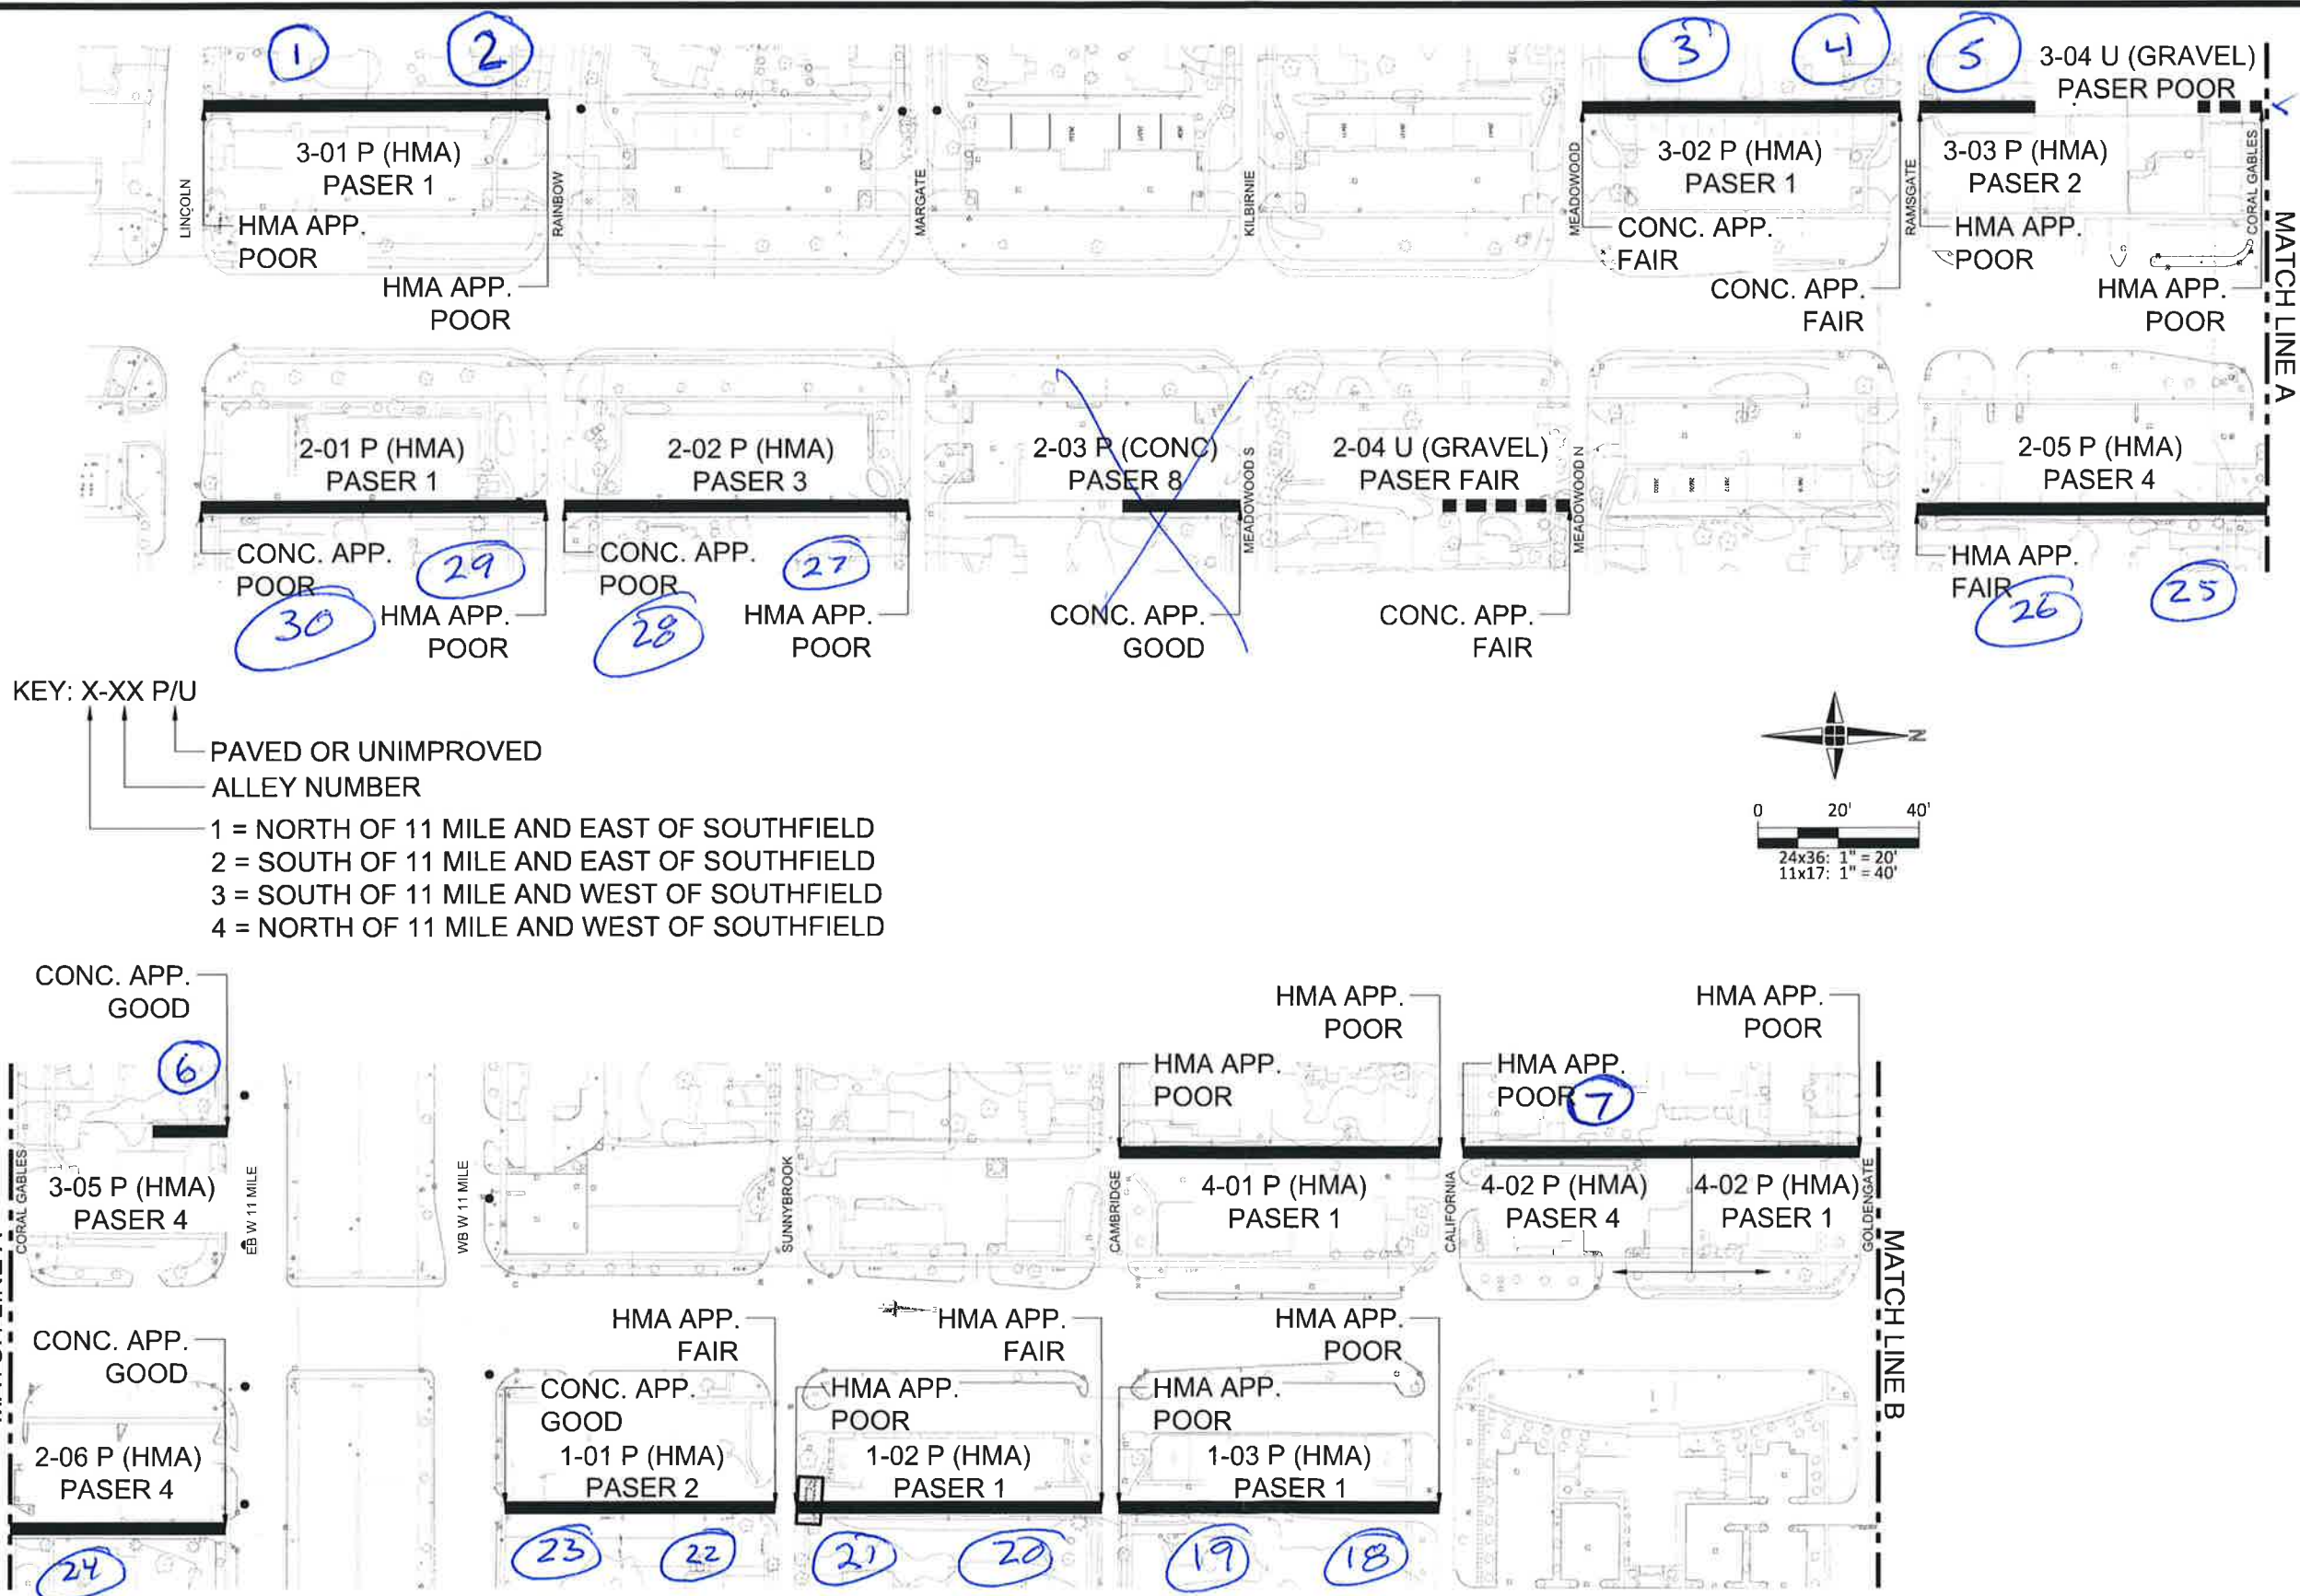 1
2
3
4
5
3-04 U (GRAVEL)
PASER POOR
3-01 P (HMA)
PASER 1
3-02 P (HMA)
PASER 1
3-03 P (HMA)
PASER 2
LINCOLN
RAINBOW
MARGATE
KILBIRNIE
MEADOWOOD
RAMSGATE
CORAL GABLES
HMA APP.
POOR
HMA APP.
POOR
CONC. APP.
FAIR
CONC. APP.
FAIR
HMA APP.
POOR
HMA APP.
POOR
MATCH LINE A
2-01 P (HMA)
PASER 1
2-02 P (HMA)
PASER 3
2-03 P (CONC)
PASER 8
2-04 U (GRAVEL)
PASER FAIR
2-05 P (HMA)
PASER 4
MEADOWOOD S
MEADOWOOD N
CONC. APP.
POOR
29
30
HMA APP.
POOR
CONC. APP.
POOR
27
28
HMA APP.
POOR
CONC. APP.
GOOD
CONC. APP.
FAIR
HMA APP.
FAIR
26
25
KEY: X-XX P/U
PAVED OR UNIMPROVED
ALLEY NUMBER
1 = NORTH OF 11 MILE AND EAST OF SOUTHFIELD
2 = SOUTH OF 11 MILE AND EAST OF SOUTHFIELD
3 = SOUTH OF 11 MILE AND WEST OF SOUTHFIELD
4 = NORTH OF 11 MILE AND WEST OF SOUTHFIELD
N
0 20' 40'
24x36: 1" = 20'
11x17: 1" = 40'
CONC. APP.
GOOD
6
HMA APP.
POOR
HMA APP.
POOR
HMA APP.
POOR
HMA APP.
POOR
7
3-05 P (HMA)
PASER 4
4-01 P (HMA)
PASER 1
4-02 P (HMA)
PASER 4
4-02 P (HMA)
PASER 1
CORAL GABLES
EB W 11 MILE
WB W 11 MILE
SUNNYBROOK
CAMBRIDGE
CALIFORNIA
GOLDENGATE
MATCH LINE B
CONC. APP.
GOOD
HMA APP.
FAIR
HMA APP.
FAIR
HMA APP.
POOR
CONC. APP.
GOOD
HMA APP.
POOR
HMA APP.
POOR
2-06 P (HMA)
PASER 4
1-01 P (HMA)
PASER 2
1-02 P (HMA)
PASER 1
1-03 P (HMA)
PASER 1
24
23
22
21
20
19
18